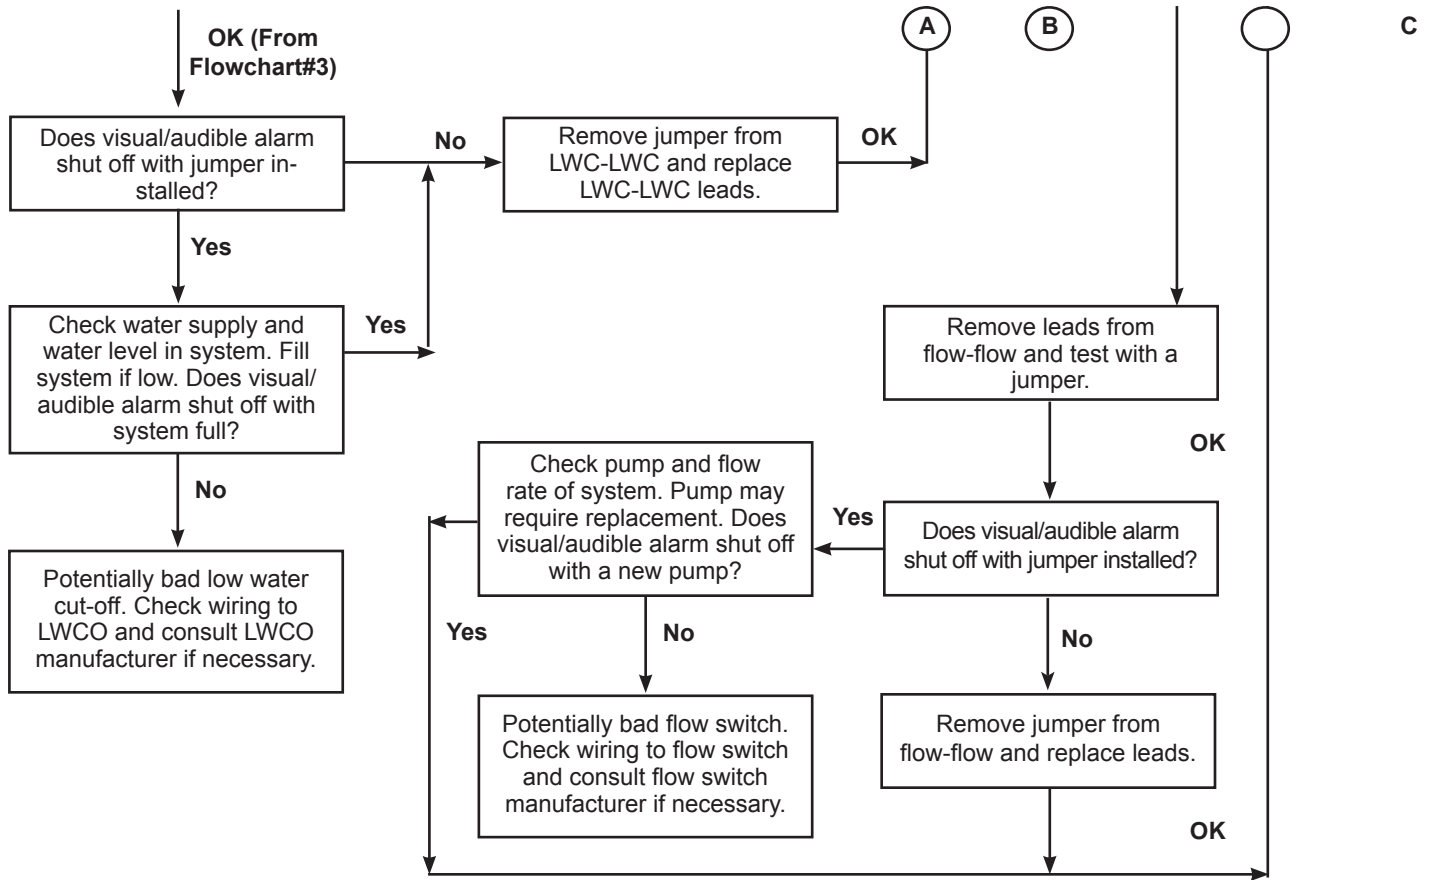 OK (From
Flowchart#3)
A
B
C
Does visual/audible alarm
shut off with jumper in-
stalled?
No
Remove jumper from
LWC-LWC and replace
LWC-LWC leads.
OK
Yes
Check water supply and
water level in system. Fill
system if low. Does visual/
audible alarm shut off with
system full?
Yes
No
Potentially bad low water
cut-off. Check wiring to
LWCO and consult LWCO
manufacturer if necessary.
Remove leads from
flow-flow and test with a
jumper.
OK
Does visual/audible alarm
shut off with jumper installed?
Yes
Check pump and flow
rate of system. Pump may
require replacement. Does
visual/audible alarm shut off
with a new pump?
Yes
No
Potentially bad flow switch.
Check wiring to flow switch
and consult flow switch
manufacturer if necessary.
No
Remove jumper from
flow-flow and replace leads.
OK